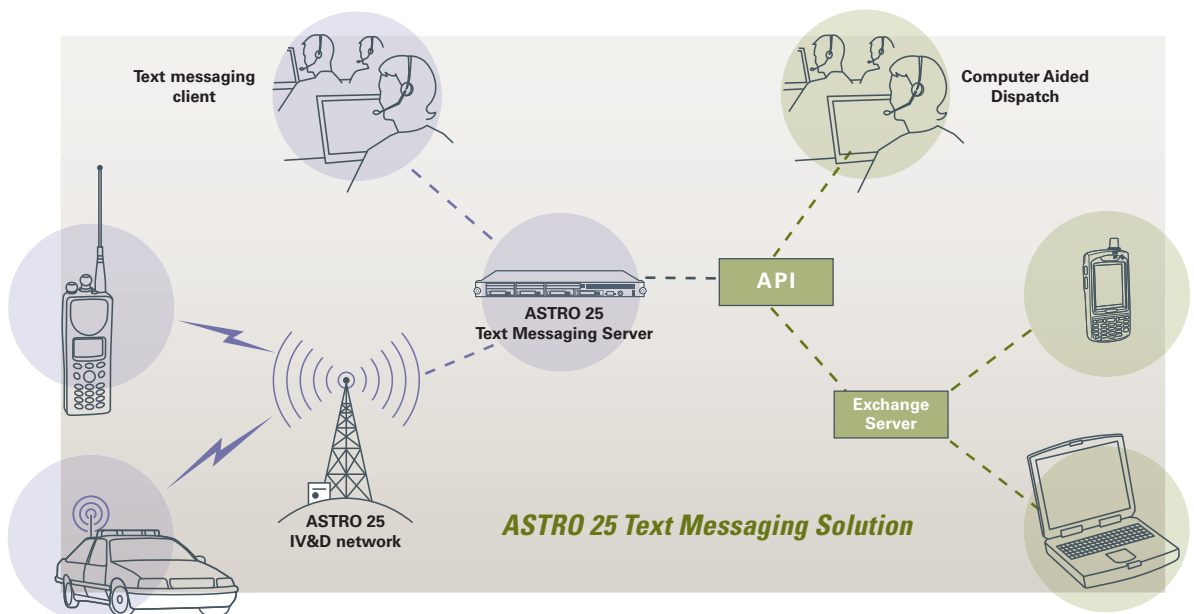 Text messaging
client
Computer Aided
Dispatch
API
ASTRO 25
Text Messaging Server
Exchange
Server
ASTRO 25
IV&D network
ASTRO 25 Text Messaging Solution